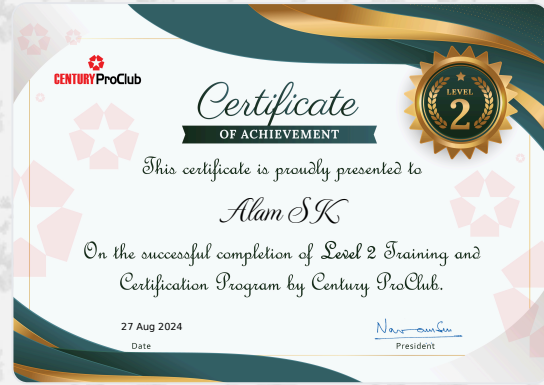 CENTURY ProClub
LEVEL
2
Certificate
OF ACHIEVEMENT
This certificate is proudly presented to
Alam SK
On the successful completion of Level 2 Training and
Certification Program by Century ProClub.
27 Aug 2024
Date
President